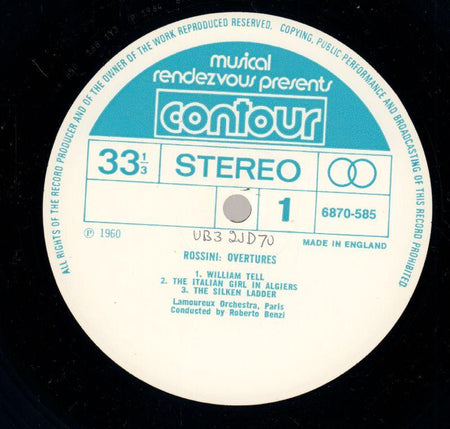 ALL RIGHTS OF THE RECORD PRODUCER AND OF THE OWNER OF THE WORK REPRODUCED RESERVED. COPYING, PUBLIC PERFORMANCE AND BROADCASTING OF THIS RECORD PROHIBITED
musical
rendezvous presents
contour
33⅓ STEREO
1 6870-585
℗ 1960 MADE IN ENGLAND
UB3 2JD70
ROSSINI: OVERTURES
1. WILLIAM TELL
2. THE ITALIAN GIRL IN ALGIERS
3. THE SILKEN LADDER
Lamoureux Orchestra, Paris
Conducted by Roberto Benzi